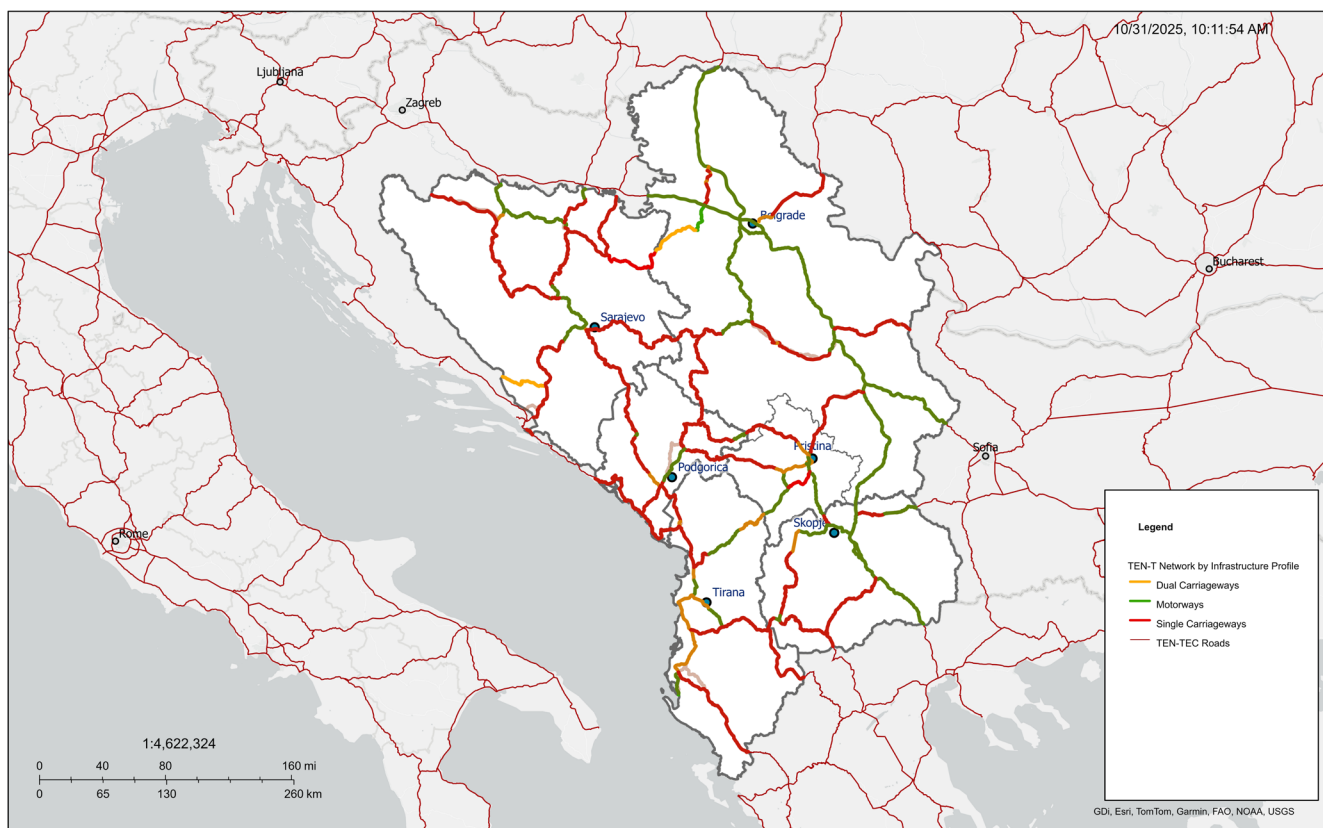 10/31/2025, 10:11:54 AM
Ljubljana
Zagreb
Belgrade
Bucharest
Sarajevo
Sofia
Pristina
Podgorica
Skopje
Rome
Tirana
Legend
TEN-T Network by Infrastructure Profile
Dual Carriageways
Motorways
Single Carriageways
TEN-TEC Roads
1:4,622,324
0 40 80 160 mi
0 65 130 260 km
GDi, Esri, TomTom, Garmin, FAO, NOAA, USGS